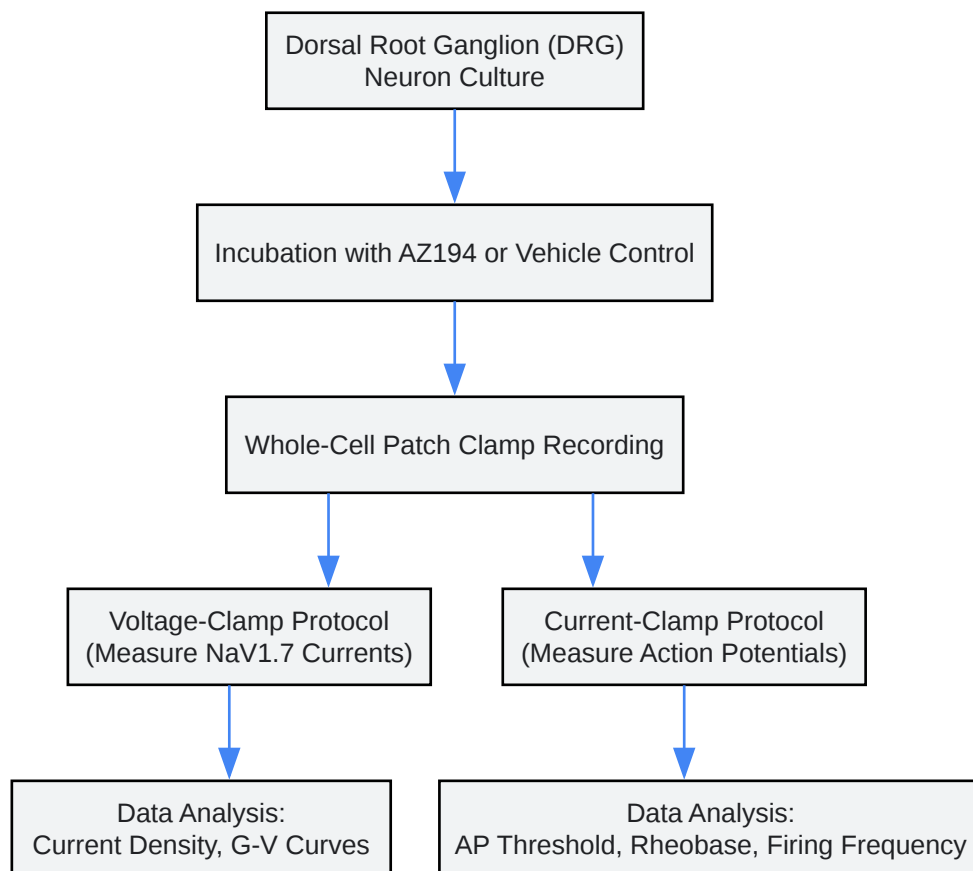 Dorsal Root Ganglion (DRG)
Neuron Culture
Incubation with AZ194 or Vehicle Control
Whole-Cell Patch Clamp Recording
Voltage-Clamp Protocol
(Measure NaV1.7 Currents)
Current-Clamp Protocol
(Measure Action Potentials)
Data Analysis:
Current Density, G-V Curves
Data Analysis:
AP Threshold, Rheobase, Firing Frequency